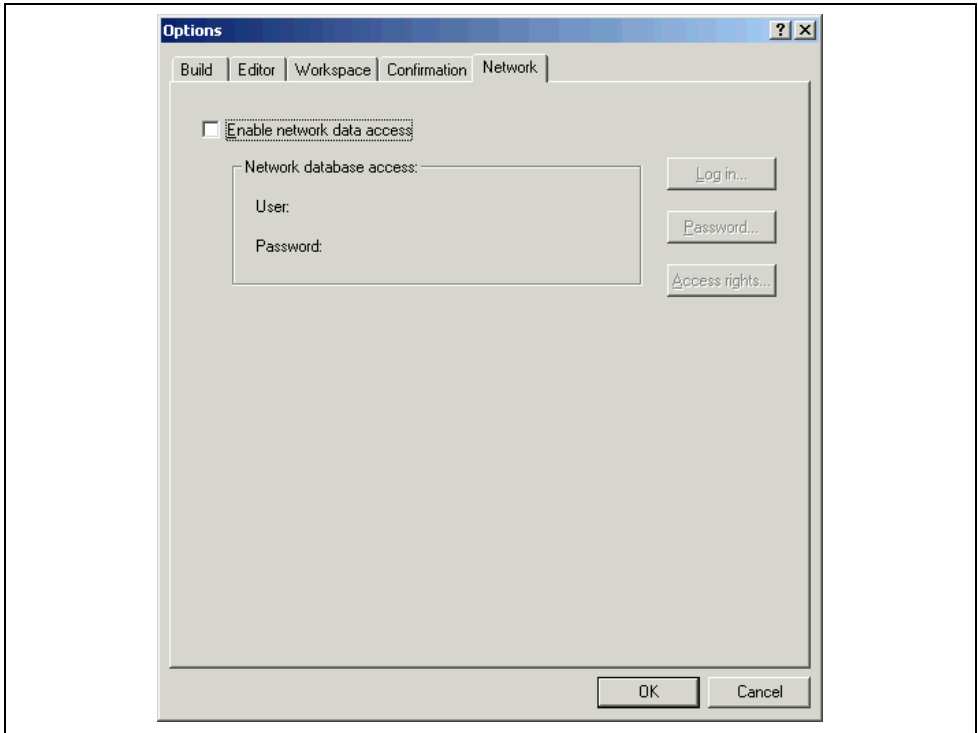 Options
Build Editor Workspace Confirmation Network
Enable network data access
Network database access:
Log in...
User:
Password...
Password:
Access rights...
OK Cancel